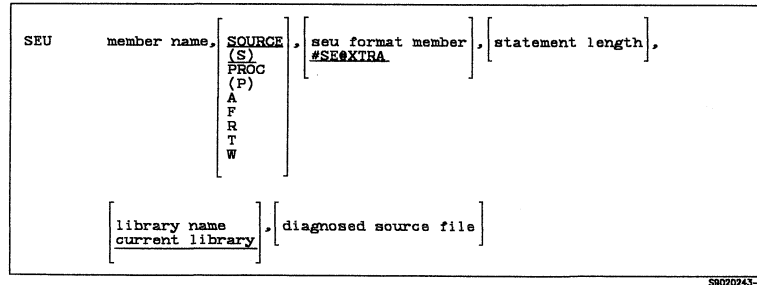 SEU member name, SOURCE , seu format member , statement length ,
(S) #SE@XTRA
PROC
(P)
A
F
R
T
W
library name , diagnosed source file
current library
S9020243-